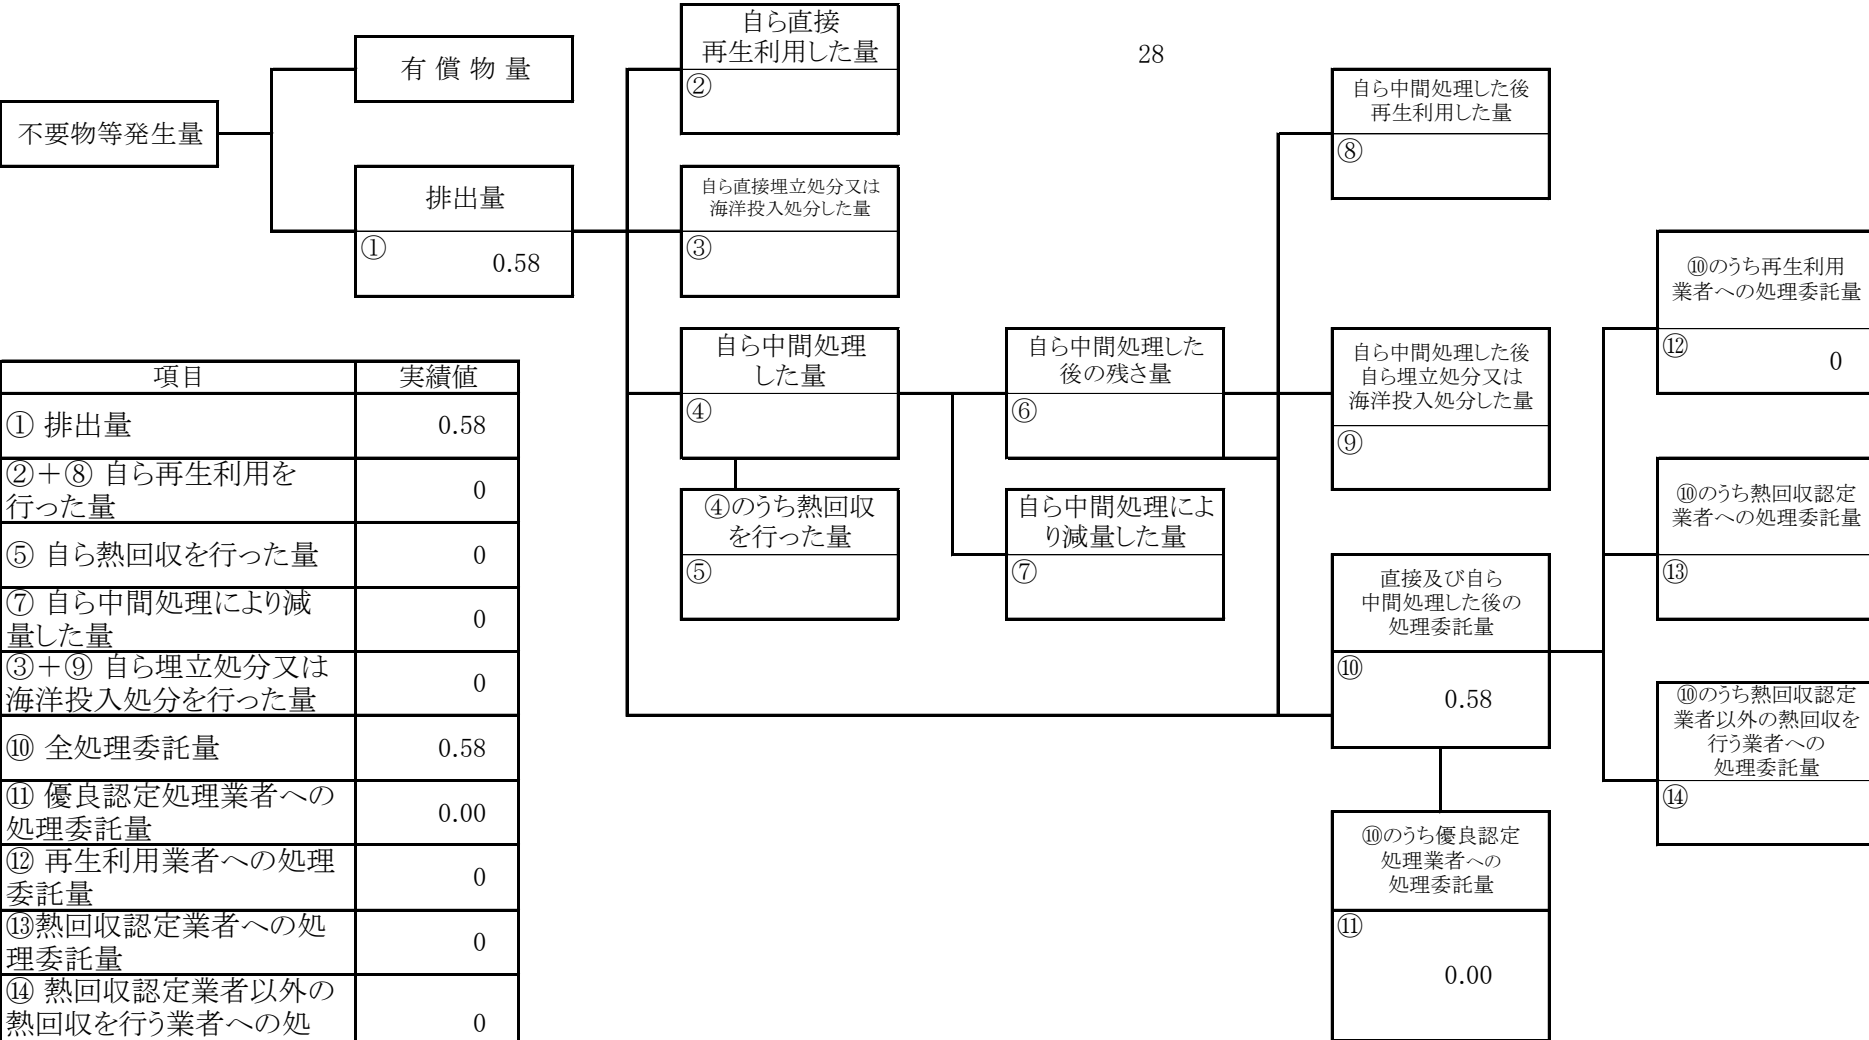 28
不要物等発生量
有償物量
排出量
①
0.58
自ら直接
再生利用した量
②
自ら直接埋立処分又は
海洋投入処分した量
③
自ら中間処理
した量
④
④のうち熱回収
を行った量
⑤
自ら中間処理した
後の残さ量
⑥
自ら中間処理によ
り減量した量
⑦
自ら中間処理した後
再生利用した量
⑧
自ら中間処理した後
自ら埋立処分又は
海洋投入処分した量
⑨
直接及び自ら
中間処理した後の
処理委託量
⑩
0.58
⑩のうち優良認定
処理業者への
処理委託量
⑪
0.00
⑩のうち再生利用
業者への処理委託量
⑫
0
⑩のうち熱回収認定
業者への処理委託量
⑬
⑩のうち熱回収認定
業者以外の熱回収を
行う業者への
処理委託量
⑭
項目 実績値
① 排出量 0.58
②+⑧ 自ら再生利用を
行った量 0
⑤ 自ら熱回収を行った量 0
⑦ 自ら中間処理により減
量した量 0
③+⑨ 自ら埋立処分又は
海洋投入処分を行った量 0
⑩ 全処理委託量 0.58
⑪ 優良認定処理業者への
処理委託量 0.00
⑫ 再生利用業者への処理
委託量 0
⑬熱回収認定業者への処
理委託量 0
⑭ 熱回収認定業者以外の
熱回収を行う業者への処 0